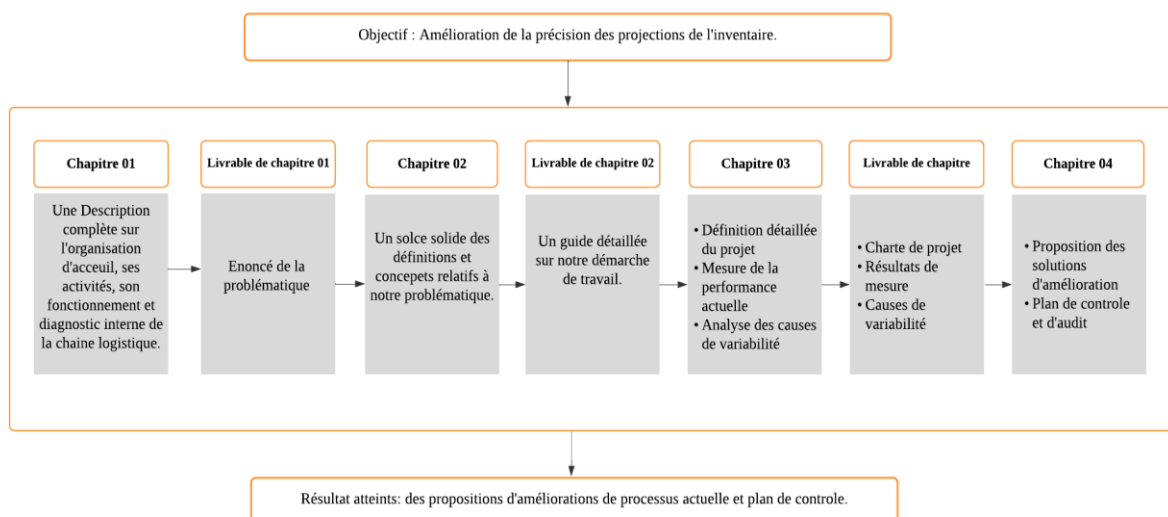 Objectif : Amélioration de la précision des projections de l'inventaire.
Chapitre 01
Une Description
complète sur
l'organisation
d'acceuil, ses
activités, son
fonctionnement et
diagnostic interne de
la chaine logistique.
Livrable de chapitre 01
Enoncé de la
problématique
Chapitre 02
Un solce solide des
définitions et
concepets relatifs à
notre problématique.
Livrable de chapitre 02
Un guide détaillée
sur notre démarche
de travail.
Chapitre 03
• Définition détaillée
du projet
• Mesure de la
performance
actuelle
• Analyse des causes
de variabilité
Livrable de chapitre
• Charte de projet
• Résultats de
mesure
• Causes de
variabilité
Chapitre 04
• Proposition des
solutions
d'amélioration
• Plan de controle
et d'audit
Résultat atteints: des propositions d'améliorations de processus actuelle et plan de controle.